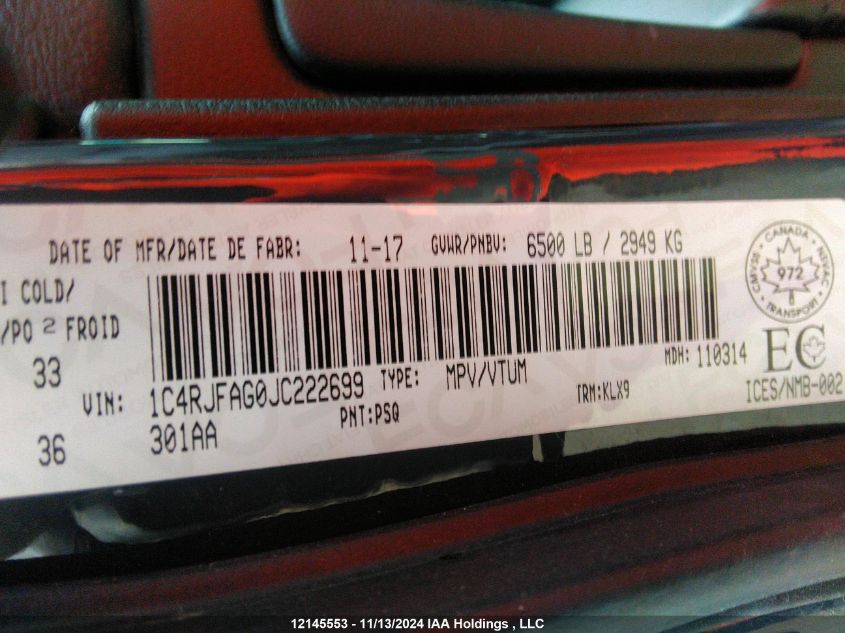 DATE OF MFR/DATE DE FABR: 11-17 GVWR/PNBV: 6500 LB / 2949 KG
I COLD/
/PO 2 FROID
33
36
VIN: 1C4RJFAG0JC222699 TYPE: MPV/VTUM MDH: 110314
301AA PNT:PSQ TRM:KLX9
CANADA
CMVSS NSVAC
972
TRANSPORT
EC
ICES/NMB-002
12145553 - 11/13/2024 IAA Holdings , LLC